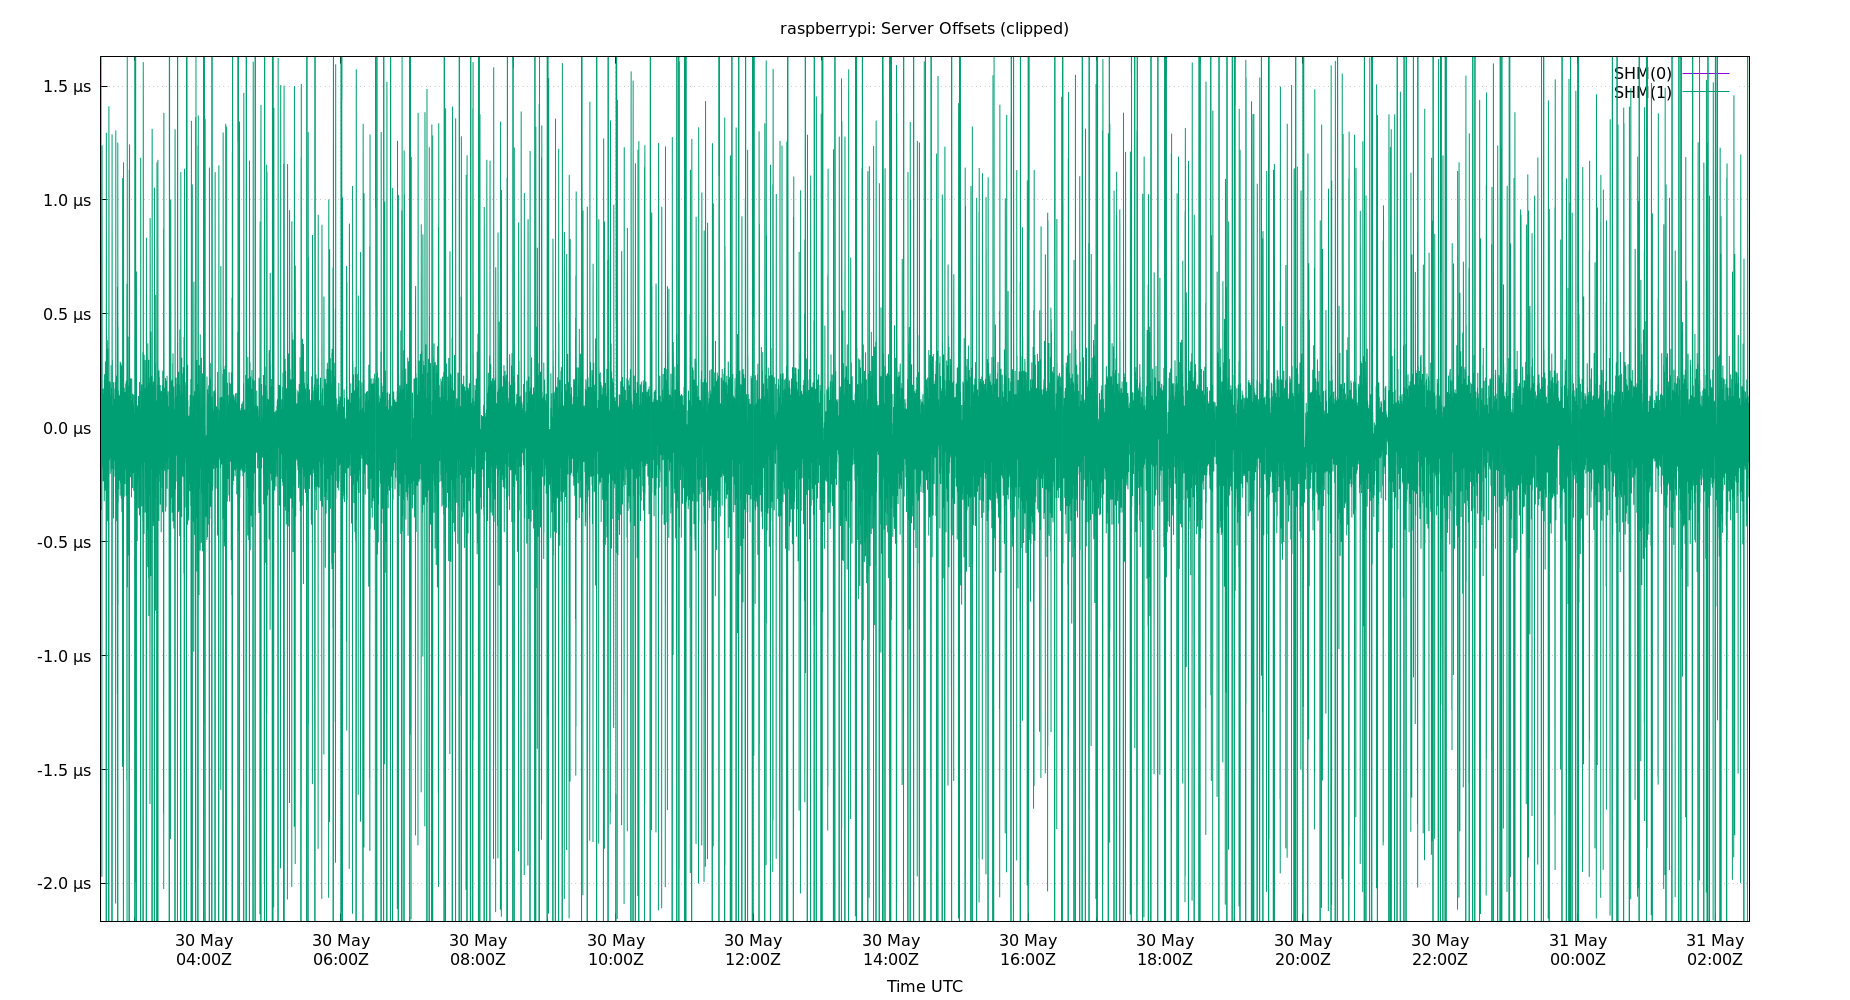 raspberrypi: Server Offsets (clipped)
SHM(0)
SHM(1)
1.5 µs
1.0 µs
0.5 µs
0.0 µs
-0.5 µs
-1.0 µs
-1.5 µs
-2.0 µs
30 May 30 May 30 May 30 May 30 May 30 May 30 May 30 May 30 May 30 May 31 May 31 May
04:00Z 06:00Z 08:00Z 10:00Z 12:00Z 14:00Z 16:00Z 18:00Z 20:00Z 22:00Z 00:00Z 02:00Z
Time UTC